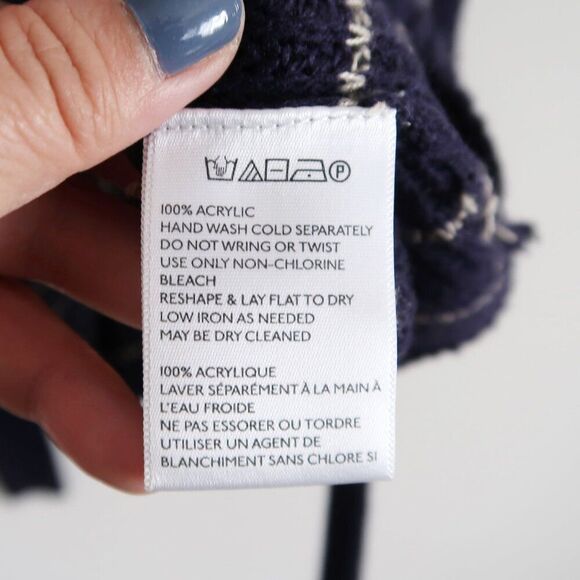 100% ACRYLIC
HAND WASH COLD SEPARATELY
DO NOT WRING OR TWIST
USE ONLY NON-CHLORINE
BLEACH
RESHAPE & LAY FLAT TO DRY
LOW IRON AS NEEDED
MAY BE DRY CLEANED
100% ACRYLIQUE
LAVER SÉPARÉMENT À LA MAIN À
L'EAU FROIDE
NE PAS ESSORER OU TORDRE
UTILISER UN AGENT DE
BLANCHIMENT SANS CHLORE SI